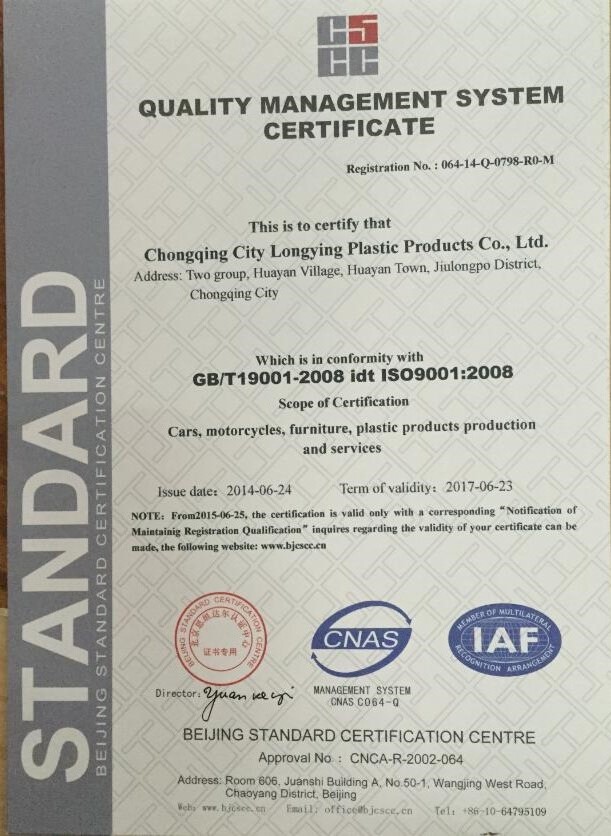 CS
CC
QUALITY MANAGEMENT SYSTEM
CERTIFICATE
Registration No. : 064-14-Q-0798-R0-M
This is to certify that
Chongqing City Longying Plastic Products Co., Ltd.
Address: Two group, Huayan Village, Huayan Town, Jiulongpo District,
Chongqing City
Which is in conformity with
GB/T19001-2008 idt ISO9001:2008
Scope of Certification
Cars, motorcycles, furniture, plastic products production
and services
Issue date: 2014-06-24 Term of validity: 2017-06-23
NOTE: From2015-06-25, the certification is valid only with a corresponding “Notification of
Maintainig Registration Qualification” inquires regarding the validity of your certificate can be
made, the following website: www.bjcscc.cn
BEIJING STANDARD CERTIFICATION CENTRE
证书专用
CNAS
MANAGEMENT SYSTEM
CNAS C064-Q
MEMBER OF MULTILATERAL
IAF
RECOGNITION ARRANGEMENT
Director:
BEIJING STANDARD CERTIFICATION CENTRE
Approval No : CNCA-R-2002-064
Address: Room 606, Juanshi Building A, No.50-1, Wangjing West Road,
Chaoyang District, Beijing
Web: www.bjcscc.cn Email: office@bjcscc.cn Tel: +86-10-64795109
STANDARD
BEIJING STANDARD CERTIFICATION CENTRE